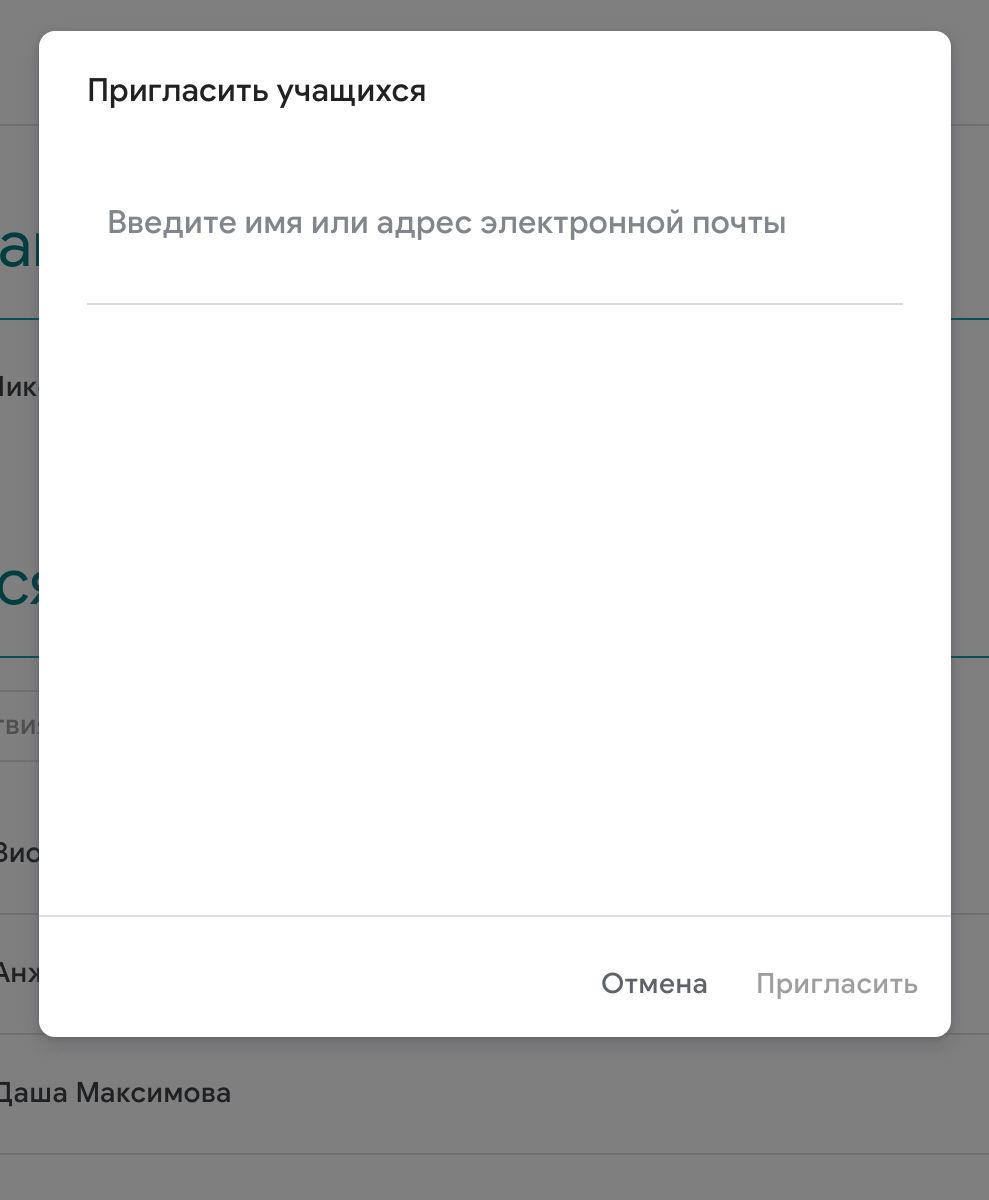 Пригласить учащихся
Введите имя или адрес электронной почты
Отмена
Пригласить
Даша Максимова